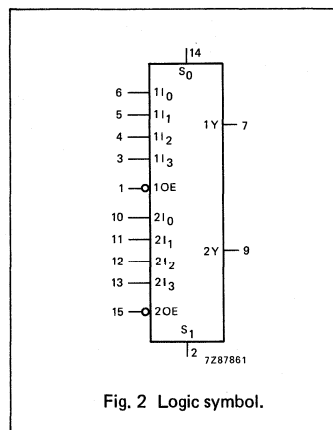 14
S0
6 1I0
5 1I1
1Y 7
4 1I2
3 1I3
1 1OE
10 2I0
11 2I1
2Y 9
12 2I2
13 2I3
15 2OE
S1
2
7Z87861
Fig. 2 Logic symbol.